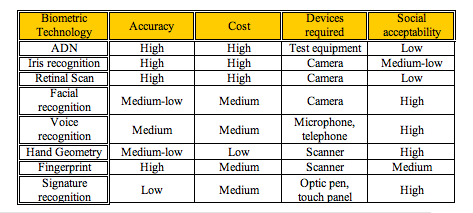 Biometric Technology Accuracy Cost Devices required Social acceptability
ADN High High Test equipment Low
Iris recognition High High Camera Medium-low
Retinal Scan High High Camera Low
Facial recognition Medium-low Medium Camera High
Voice recognition Medium Medium Microphone, telephone High
Hand Geometry Medium-low Low Scanner High
Fingerprint High Medium Scanner Medium
Signature recognition Low Medium Optic pen, touch panel High